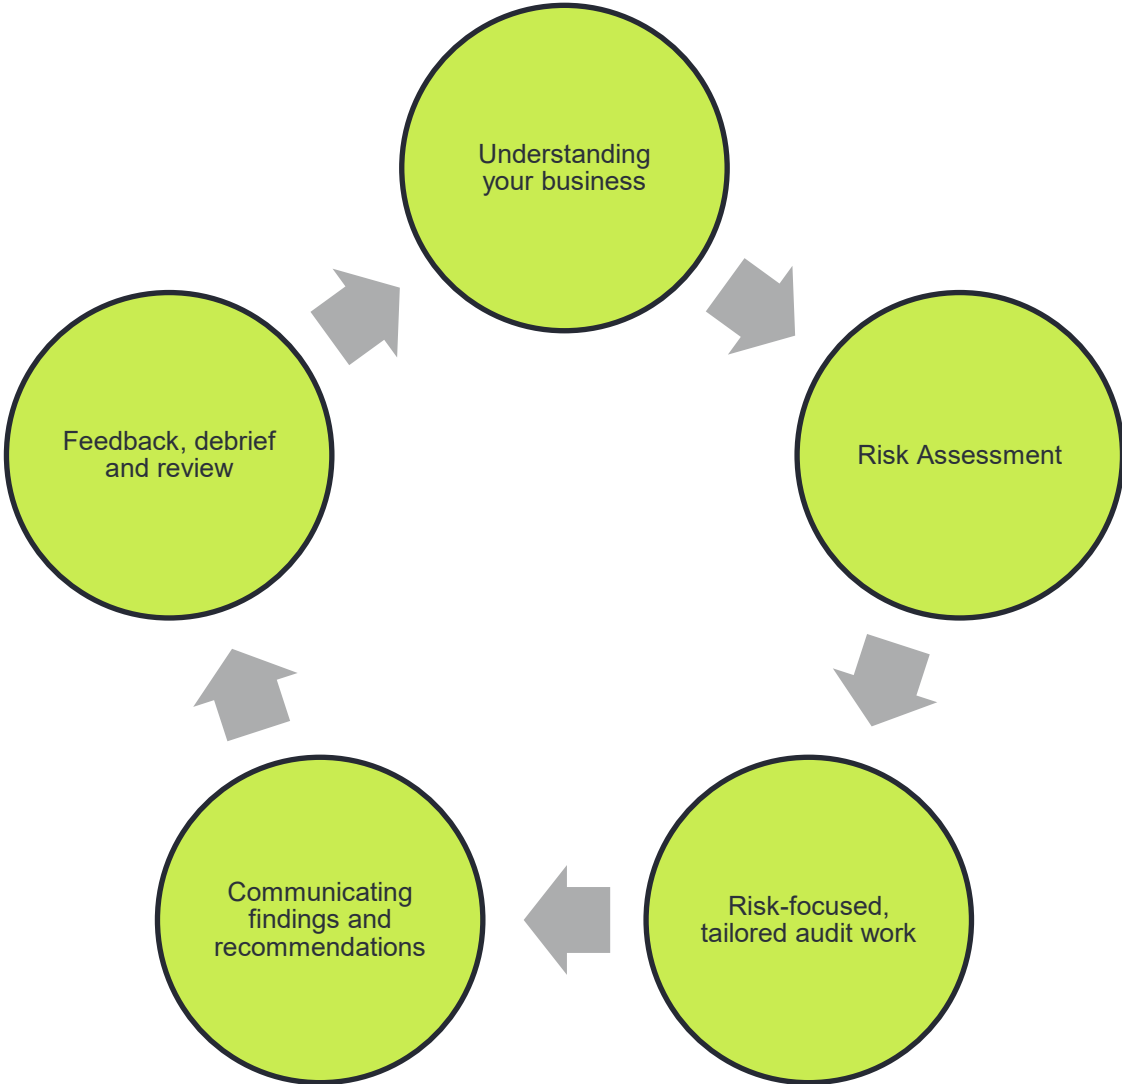 Understanding
your business
Risk Assessment
Risk-focused,
tailored audit work
Communicating
findings and
recommendations
Feedback, debrief
and review